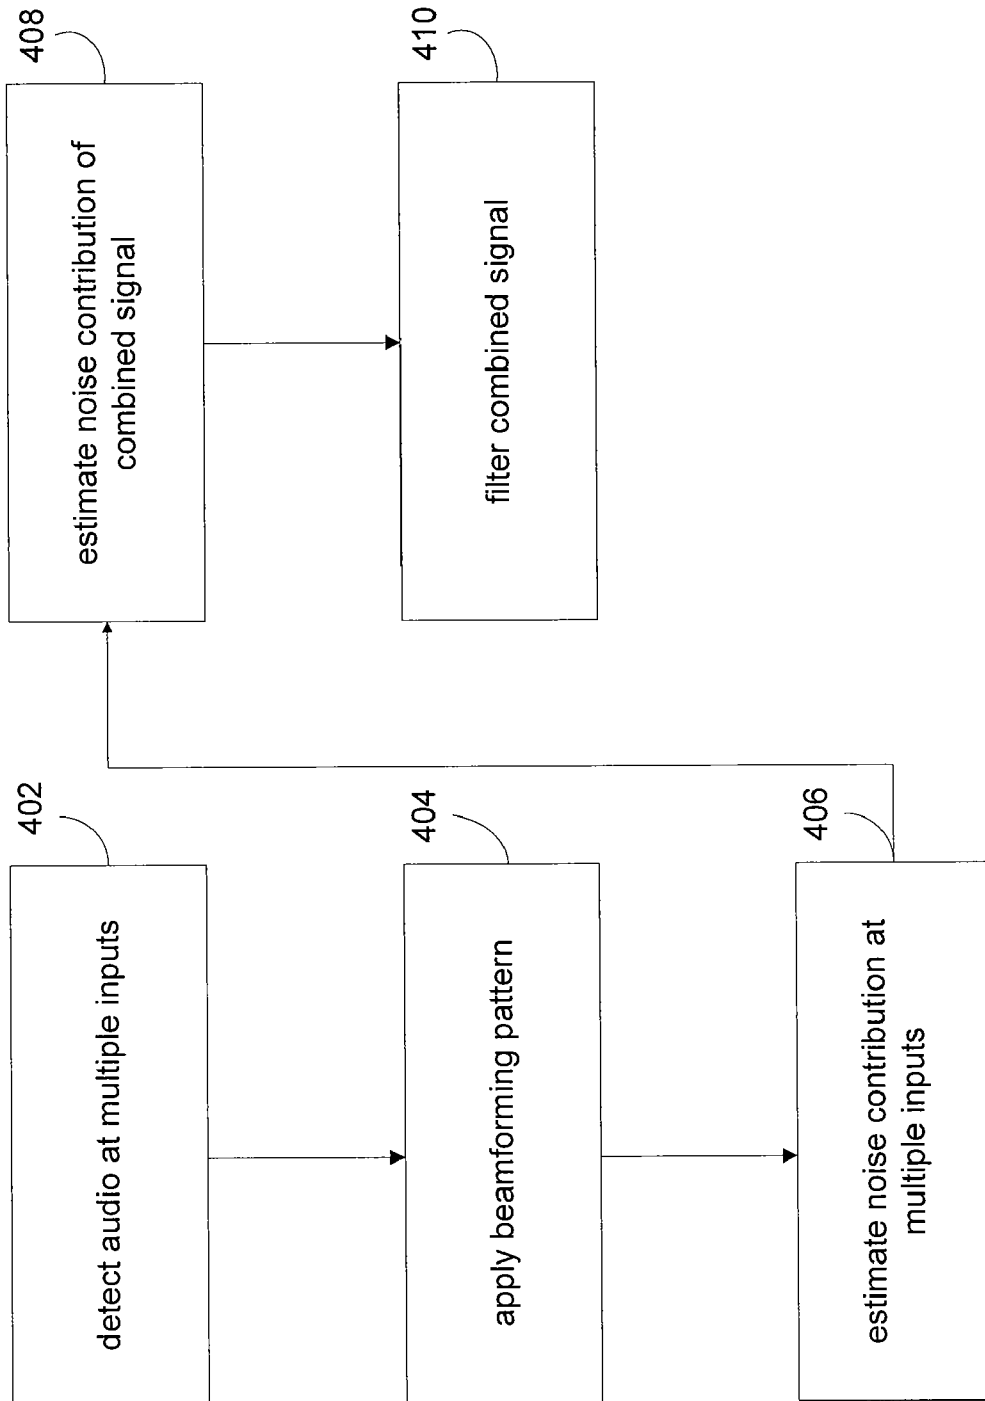 402
detect audio at multiple inputs
404
apply beamforming pattern
406
estimate noise contribution at
multiple inputs
408
estimate noise contribution of
combined signal
410
filter combined signal